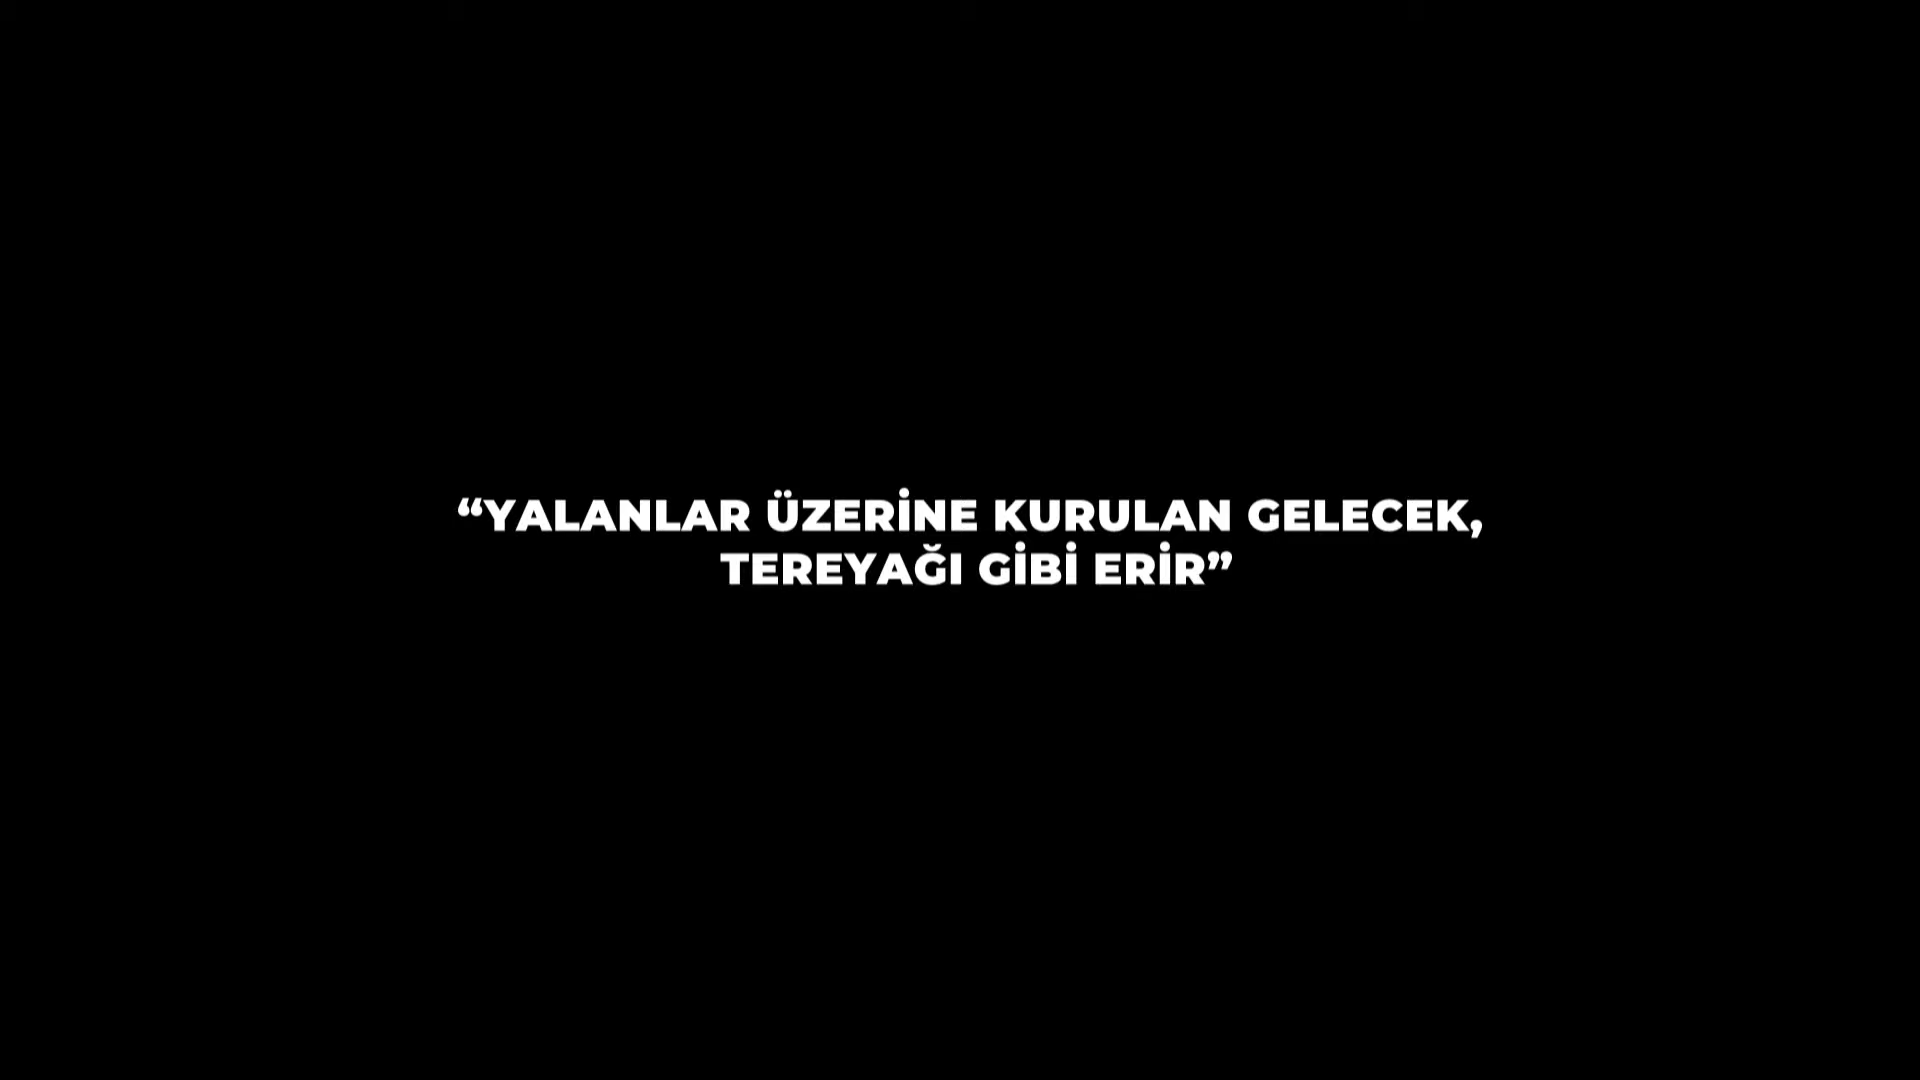 “YALANLAR ÜZERİNE KURULAN GELECEK,
TEREYAĞI GİBİ ERİR”